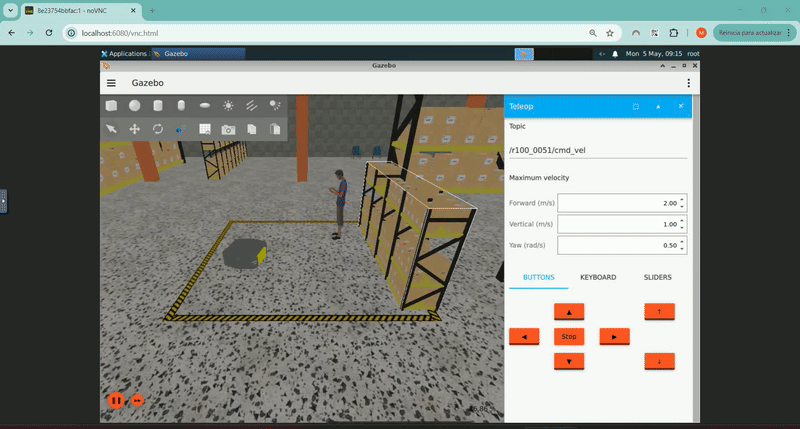 8e23754bbfac:1 - noVNC
localhost:6080/vnc.html
M
Reinicia para actualizar
Applications :
Gazebo
Mon 5 May, 09:15
root
Gazebo
Gazebo
Teleop
Topic
/r100_0051/cmd_vel
Maximum velocity
Forward (m/s)
2.00
Vertical (m/s)
1.00
Yaw (rad/s)
0.50
BUTTONS
KEYBOARD
SLIDERS
Stop